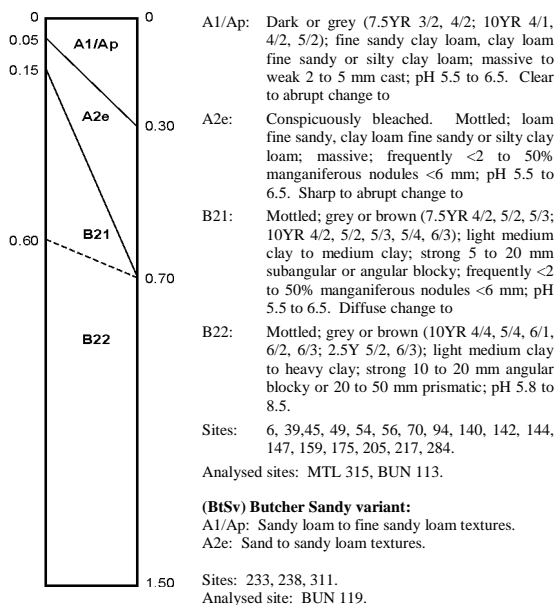 0
0
0.05
0.15
0.30
0.60
0.70
1.50
A1/Ap
A2e
B21
B22
A1/Ap: Dark or grey (7.5YR 3/2, 4/2; 10YR 4/1,
4/2, 5/2); fine sandy clay loam, clay loam
fine sandy or silty clay loam; massive to
weak 2 to 5 mm cast; pH 5.5 to 6.5. Clear
to abrupt change to
A2e: Conspicuously bleached. Mottled; loam
fine sandy, clay loam fine sandy or silty clay
loam; massive; frequently <2 to 50%
manganiferous nodules <6 mm; pH 5.5 to
6.5. Sharp to abrupt change to
B21: Mottled; grey or brown (7.5YR 4/2, 5/2, 5/3;
10YR 4/2, 5/2, 5/3, 5/4, 6/3); light medium
clay to medium clay; strong 5 to 20 mm
subangular or angular blocky; frequently <2
to 50% manganiferous nodules <6 mm; pH
5.5 to 6.5. Diffuse change to
B22: Mottled; grey or brown (10YR 4/4, 5/4, 6/1,
6/2, 6/3; 2.5Y 5/2, 6/3); light medium clay
to heavy clay; strong 10 to 20 mm angular
blocky or 20 to 50 mm prismatic; pH 5.8 to
8.5.
Sites: 6, 39,45, 49, 54, 56, 70, 94, 140, 142, 144,
147, 159, 175, 205, 217, 284.
Analysed sites: MTL 315, BUN 113.
(BtSv) Butcher Sandy variant:
A1/Ap: Sandy loam to fine sandy loam textures.
A2e: Sand to sandy loam textures.
Sites: 233, 238, 311.
Analysed site: BUN 119.